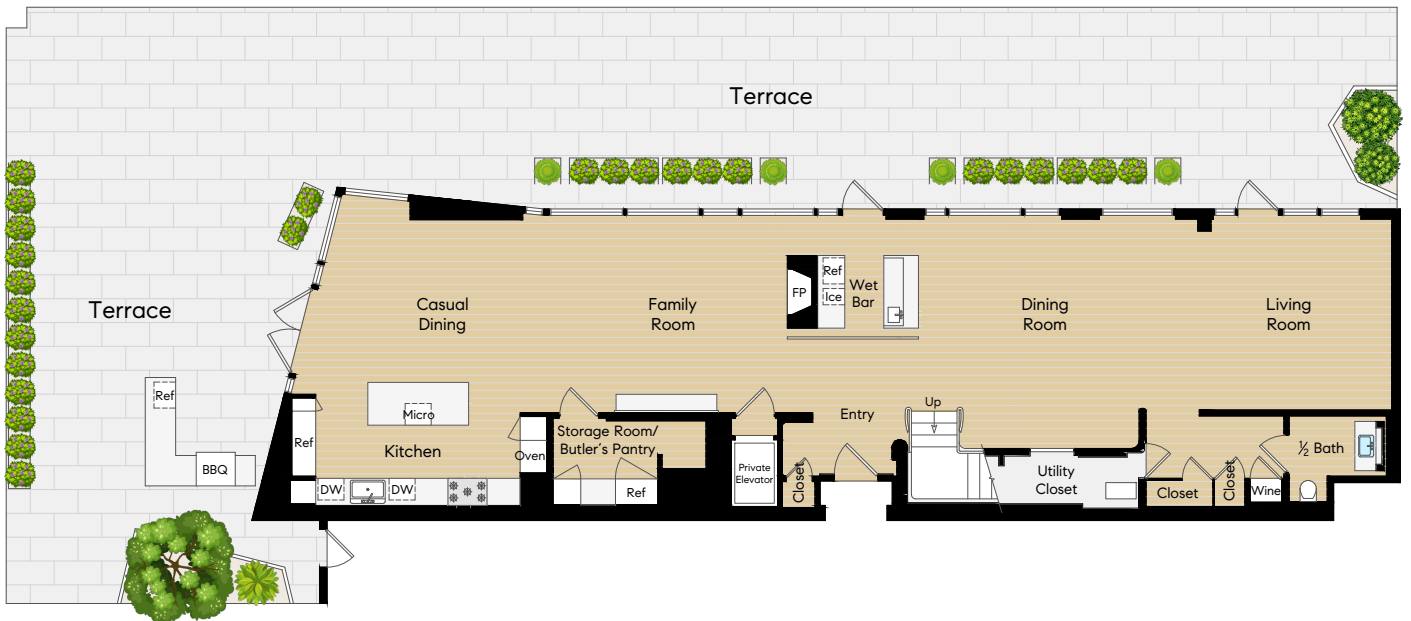 Terrace
Terrace
Casual
Dining
Family
Room
FP
Ref
Ice
Wet
Bar
Dining
Room
Living
Room
Ref
BBQ
Ref
Micro
Kitchen
DW
DW
Oven
Storage Room/
Butler's Pantry
Ref
Private
Elevator
Closet
Entry
Up
Utility
Closet
Closet
Closet
Wine
½ Bath